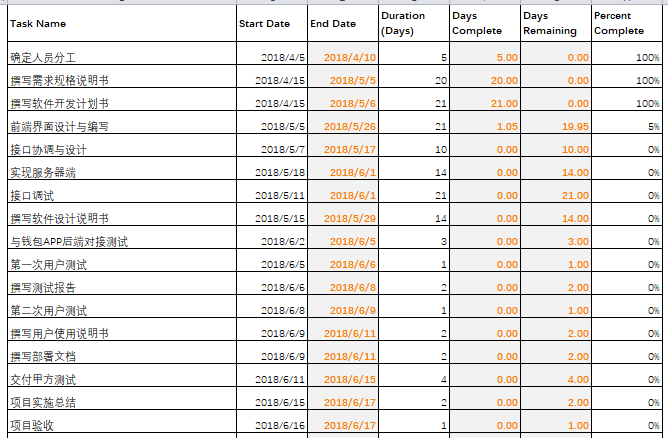 Task Name Start Date End Date Duration (Days) Days Complete Days Remaining Percent Complete
确定人员分工 2018/4/5 2018/4/10 5 5.00 0.00 100%
撰写需求规格说明书 2018/4/15 2018/5/5 20 20.00 0.00 100%
撰写软件开发计划书 2018/4/15 2018/5/6 21 21.00 0.00 100%
前端界面设计与编写 2018/5/5 2018/5/26 21 1.05 19.95 5%
接口协调与设计 2018/5/7 2018/5/17 10 0.00 10.00 0%
实现服务器端 2018/5/18 2018/6/1 14 0.00 14.00 0%
接口调试 2018/5/11 2018/6/1 21 0.00 21.00 0%
撰写软件设计说明书 2018/5/15 2018/5/29 14 0.00 14.00 0%
与钱包APP后端对接测试 2018/6/2 2018/6/5 3 0.00 3.00 0%
第一次用户测试 2018/6/5 2018/6/6 1 0.00 1.00 0%
撰写测试报告 2018/6/6 2018/6/8 2 0.00 2.00 0%
第二次用户测试 2018/6/8 2018/6/9 1 0.00 1.00 0%
撰写用户使用说明书 2018/6/9 2018/6/11 2 0.00 2.00 0%
撰写部署文档 2018/6/9 2018/6/11 2 0.00 2.00 0%
交付甲方测试 2018/6/11 2018/6/15 4 0.00 4.00 0%
项目实施总结 2018/6/15 2018/6/17 2 0.00 2.00 0%
项目验收 2018/6/16 2018/6/17 1 0.00 1.00 0%